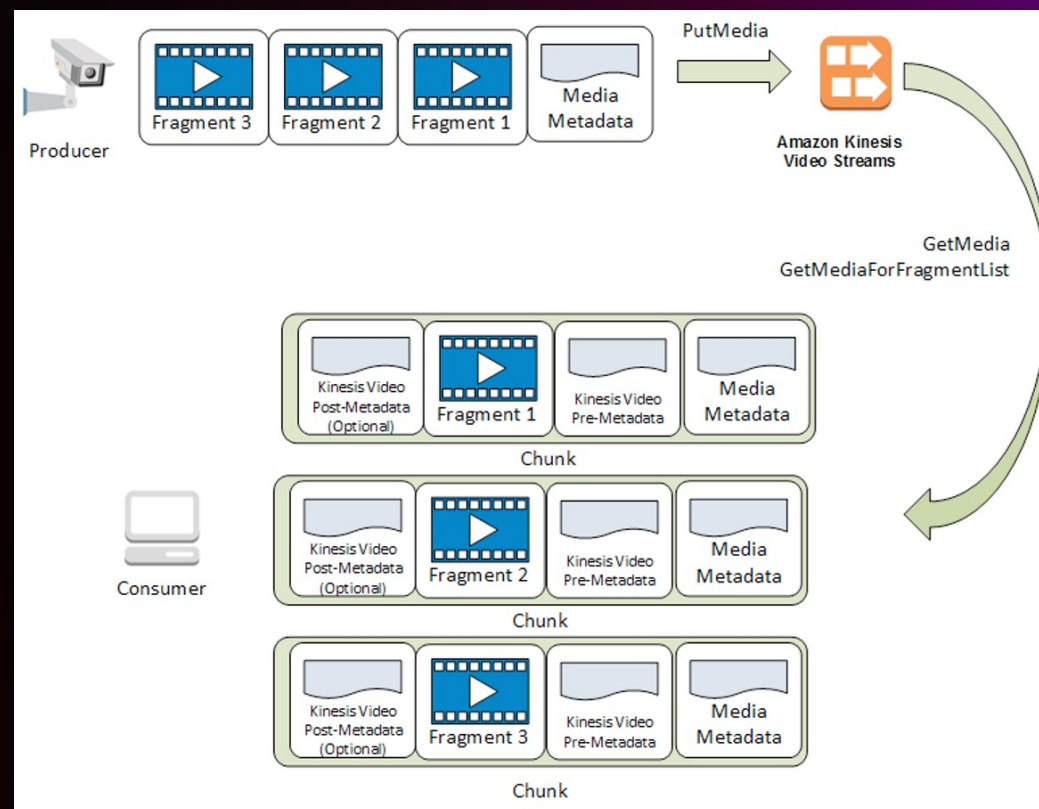 PutMedia
Fragment 3
Fragment 2
Fragment 1
Media
Metadata
Producer
Amazon Kinesis
Video Streams
GetMedia
GetMediaForFragmentList
Kinesis Video
Post-Metadata
(Optional)
Fragment 1
Kinesis Video
Pre-Metadata
Media
Metadata
Chunk
Consumer
Kinesis Video
Post-Metadata
(Optional)
Fragment 2
Kinesis Video
Pre-Metadata
Media
Metadata
Chunk
Kinesis Video
Post-Metadata
(Optional)
Fragment 3
Kinesis Video
Pre-Metadata
Media
Metadata
Chunk